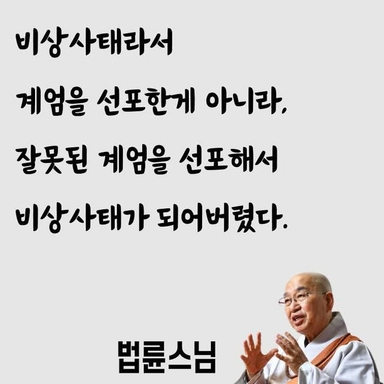 비상사태라서
계엄을 선포한게 아니라,
잘못된 계엄을 선포해서
비상사태가 되어버렸다.
법륜스님